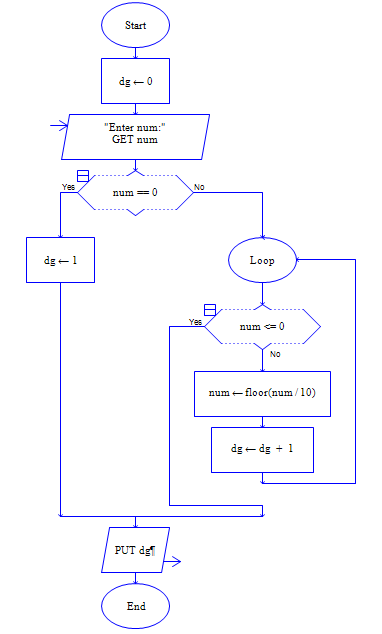 Start
dg ← 0
"Enter num:"
GET num
Yes
num == 0
No
dg ← 1
Loop
Yes
num <= 0
No
num ← floor(num / 10)
dg ← dg + 1
PUT dg¶
End